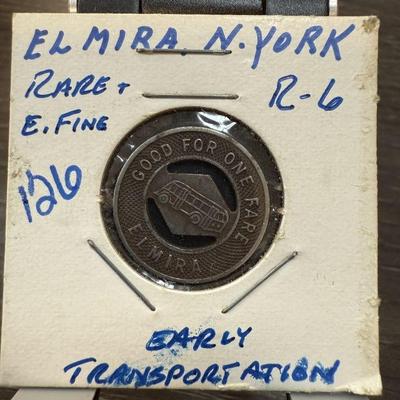 ELMIRA, N. YORK
RARE +
R-6
E. FINE
126
GOOD FOR ONE FARE
ELMIRA
EARLY
TRANSPORTATION